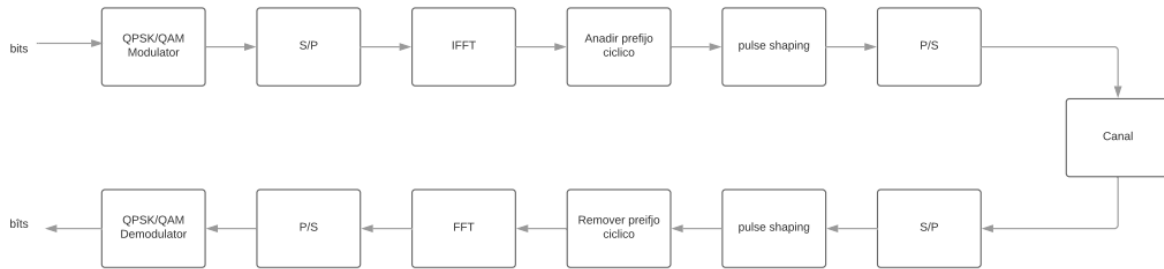 bits
QPSK/QAM
Modulator
S/P
IFFT
Anadir prefijo
ciclico
pulse shaping
P/S
Canal
bîts
QPSK/QAM
Demodulator
P/S
FFT
Remover preifjo
ciclico
pulse shaping
S/P